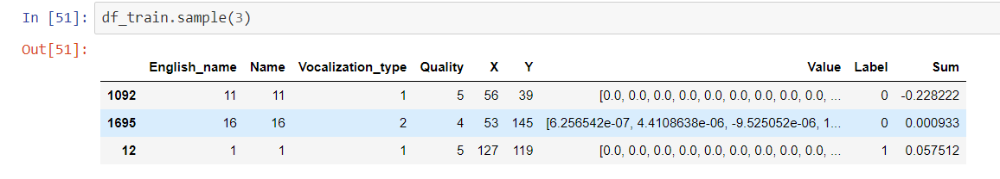 In [51]: df_train.sample(3)
Out[51]:
English_name Name Vocalization_type Quality X Y Value Label Sum
1092 11 11 1 5 56 39 [0.0, 0.0, 0.0, 0.0, 0.0, 0.0, 0.0, 0.0, 0.0, ... 0 -0.228222
1695 16 16 2 4 53 145 [6.256542e-07, 4.4108638e-06, -9.525052e-06, 1... 0 0.000933
12 1 1 1 5 127 119 [0.0, 0.0, 0.0, 0.0, 0.0, 0.0, 0.0, 0.0, 0.0, ... 1 0.057512